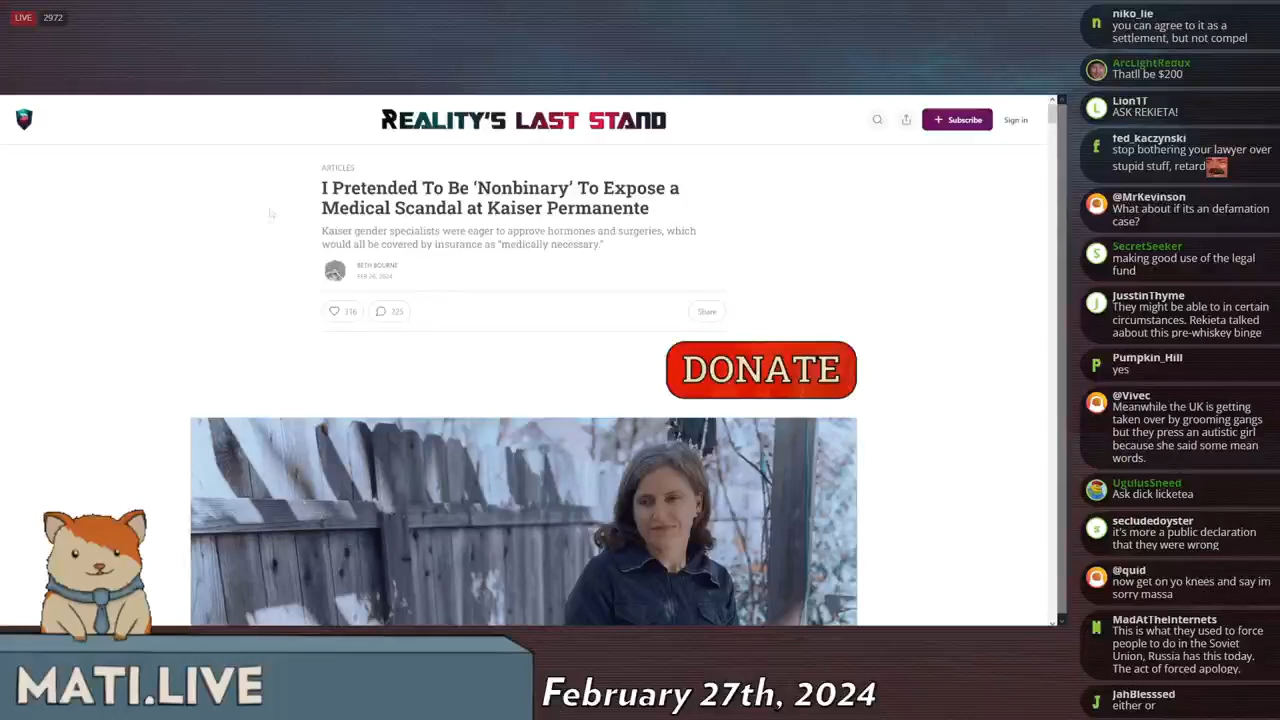 LIVE 2972
REALITY'S LAST STAND
+ Subscribe
Sign in
ARTICLES
I Pretended To Be ‘Nonbinary’ To Expose a
Medical Scandal at Kaiser Permanente
Kaiser gender specialists were eager to approve hormones and surgeries, which
would all be covered by insurance as “medically necessary.”
BETH BOURNE
FEB 26, 2024
316
225
Share
DONATE
MATI.LIVE
February 27th, 2024
niko_lie
you can agree to it as a
settlement, but not compel
ArcLightRedux
Thatll be $200
Lion1T
ASK REKIETA!
fed_kaczynski
stop bothering your lawyer over
stupid stuff, retard
@MrKevinson
What about if its an defamation
case?
SecretSeeker
making good use of the legal
fund
JusstinThyme
They might be able to in certain
circumstances. Rekieta talked
aabout this pre-whiskey binge
Pumpkin_Hill
yes
@Vivec
Meanwhile the UK is getting
taken over by grooming gangs
but they press an autistic girl
because she said some mean
words.
UgulusSneed
Ask dick licketea
secludedoyster
it's more a public declaration
that they were wrong
@quid
now get on yo knees and say im
sorry massa
MadAtTheInternets
This is what they used to force
people to do in the Soviet
Union, Russia has this today.
The act of forced apology.
JahBlesssed
either or